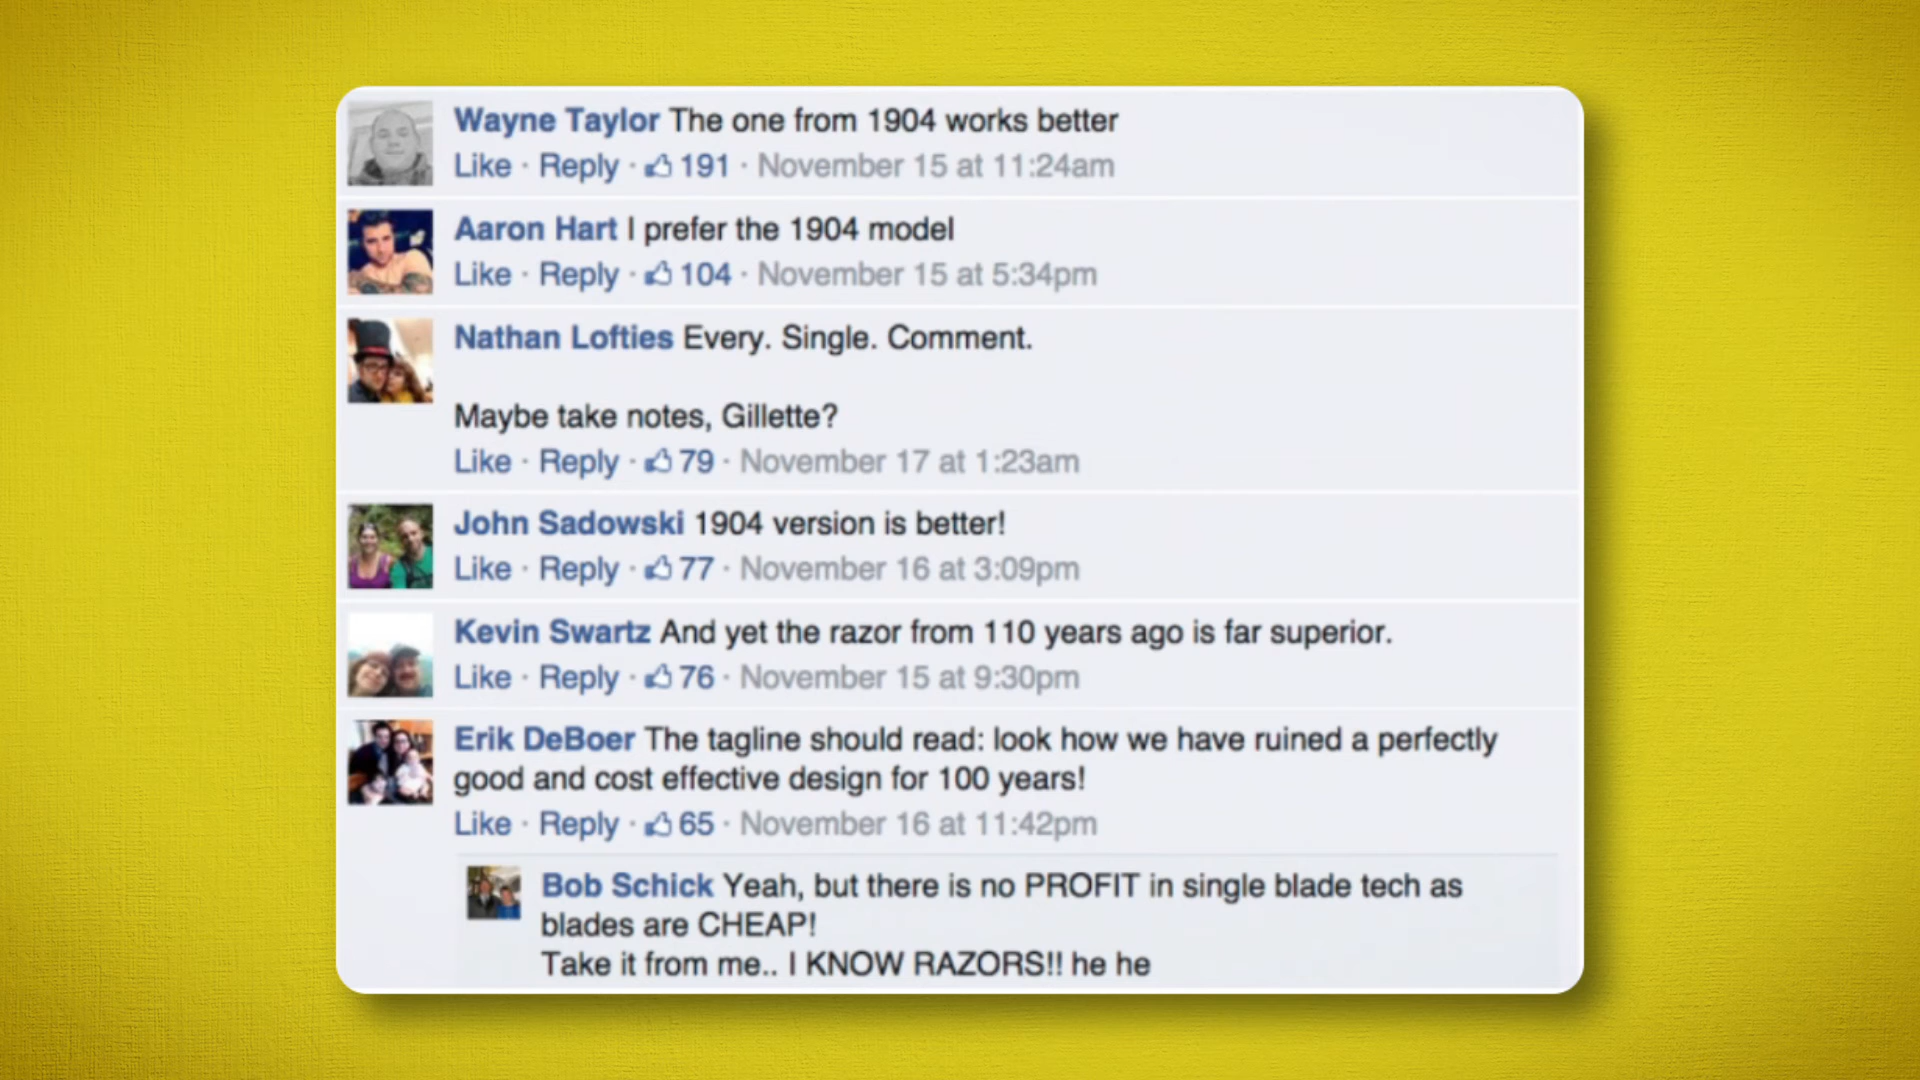 Wayne Taylor The one from 1904 works better
Like · Reply · 191 · November 15 at 11:24am
Aaron Hart I prefer the 1904 model
Like · Reply · 104 · November 15 at 5:34pm
Nathan Lofties Every. Single. Comment.
Maybe take notes, Gillette?
Like · Reply · 79 · November 17 at 1:23am
John Sadowski 1904 version is better!
Like · Reply · 77 · November 16 at 3:09pm
Kevin Swartz And yet the razor from 110 years ago is far superior.
Like · Reply · 76 · November 15 at 9:30pm
Erik DeBoer The tagline should read: look how we have ruined a perfectly
good and cost effective design for 100 years!
Like · Reply · 65 · November 16 at 11:42pm
Bob Schick Yeah, but there is no PROFIT in single blade tech as
blades are CHEAP!
Take it from me.. I KNOW RAZORS!! he he